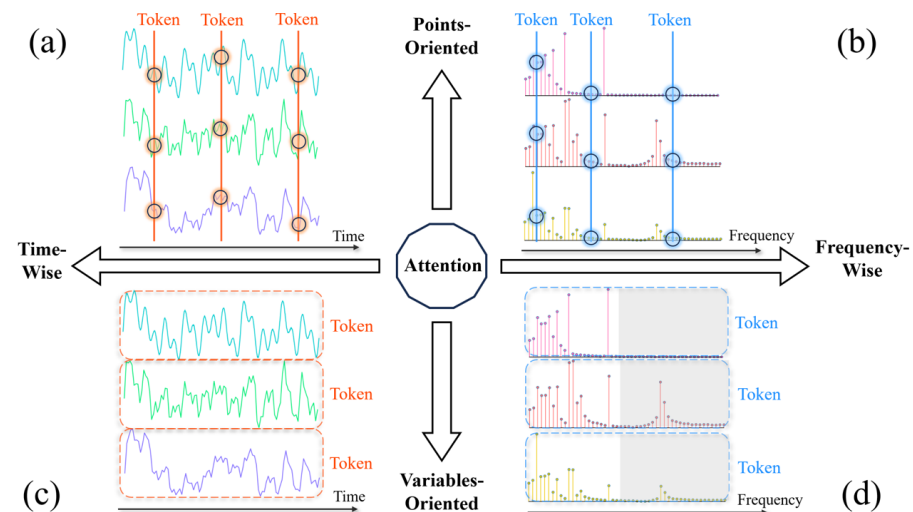 (a)
Token
Token
Token
Time
Points-
Oriented
(b)
Token
Token
Token
Frequency
Time-
Wise
Attention
Frequency-
Wise
Token
Token
Token
(c)
Time
Variables-
Oriented
Token
Token
Token
Frequency
(d)